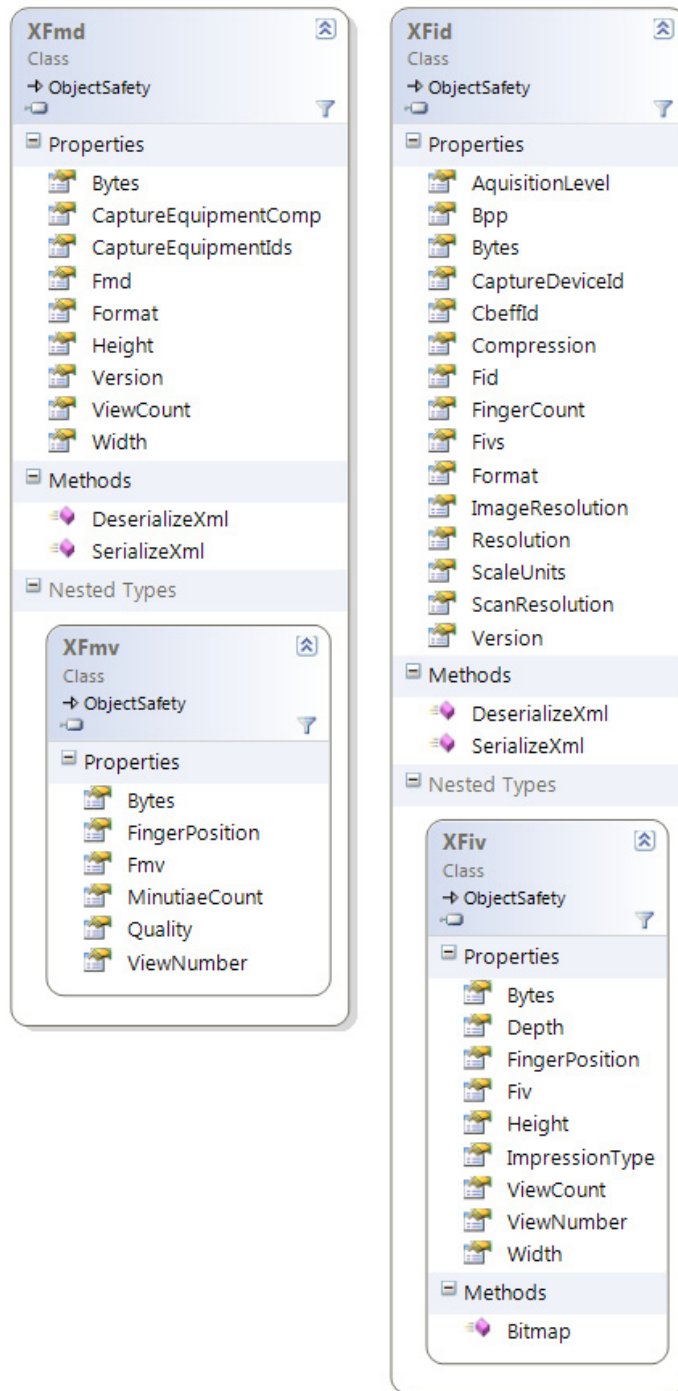 XFmd
Class
ObjectSafety
Properties
Bytes
CaptureEquipmentComp
CaptureEquipmentIds
Fmd
Format
Height
Version
ViewCount
Width
Methods
DeserializeXml
SerializeXml
Nested Types
XFmv
Class
ObjectSafety
Properties
Bytes
FingerPosition
Fmv
MinutiaeCount
Quality
ViewNumber
XFid
Class
ObjectSafety
Properties
AquisitionLevel
Bpp
Bytes
CaptureDeviceId
CbeffId
Compression
Fid
FingerCount
Fivs
Format
ImageResolution
Resolution
ScaleUnits
ScanResolution
Version
Methods
DeserializeXml
SerializeXml
Nested Types
XFiv
Class
ObjectSafety
Properties
Bytes
Depth
FingerPosition
Fiv
Height
ImpressionType
ViewCount
ViewNumber
Width
Methods
Bitmap